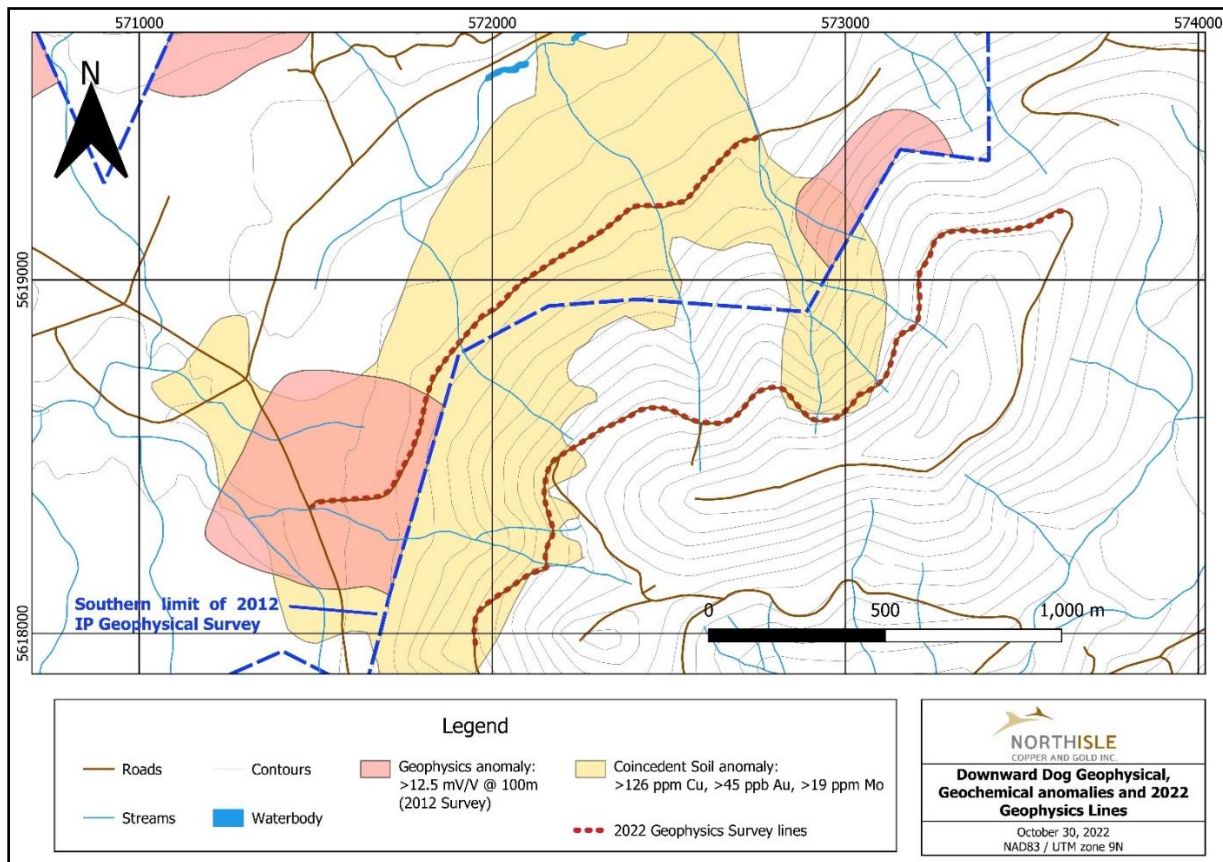 571000
572000
573000
574000
N
5619000
Southern limit of 2012
IP Geophysical Survey
0
500
1,000 m
5618000
Legend
Roads
Contours
Geophysics anomaly:
>12.5 mV/V @ 100m
(2012 Survey)
Coincedent Soil anomaly:
>126 ppm Cu, >45 ppb Au, >19 ppm Mo
Streams
Waterbody
2022 Geophysics Survey lines
NORTHISLE
COPPER AND GOLD INC.
Downward Dog Geophysical,
Geochemical anomalies and 2022
Geophysics Lines
October 30, 2022
NAD83 / UTM zone 9N